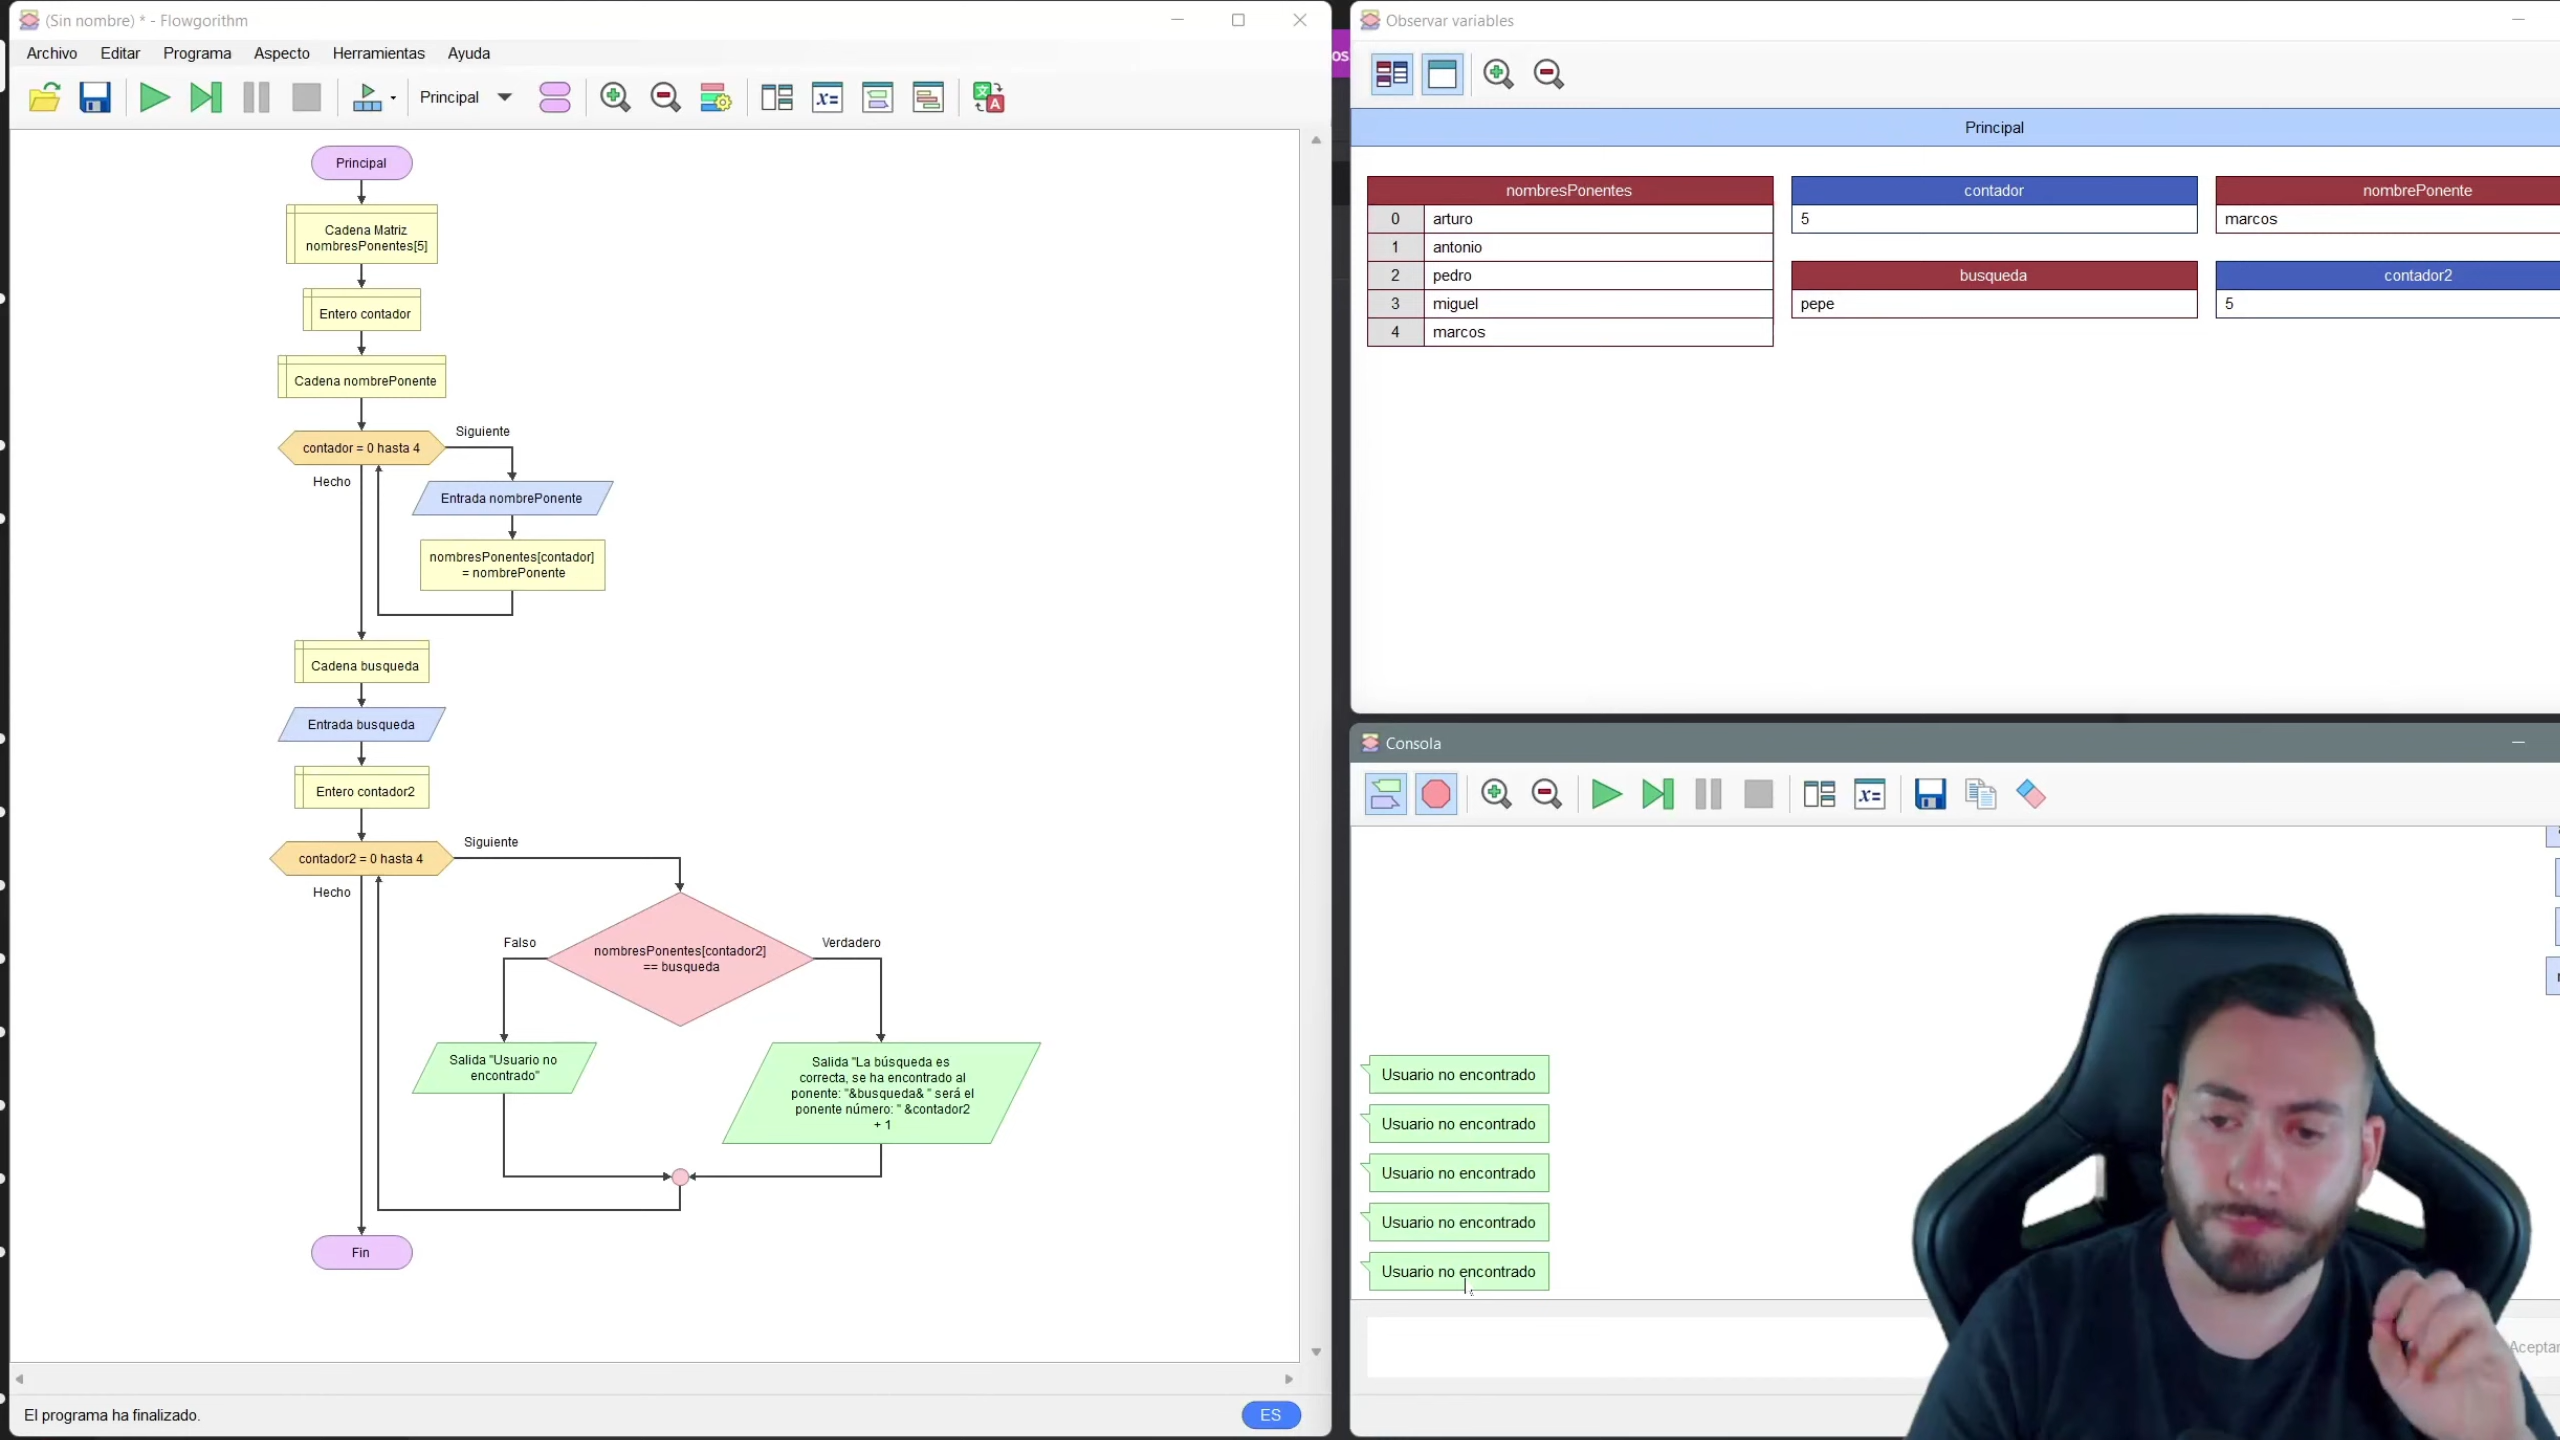 (Sin nombre) * - Flowgorithm
Archivo Editar Programa Aspecto Herramientas Ayuda
Principal
Principal
Cadena Matriz
nombresPonentes[5]
Entero contador
Cadena nombrePonente
contador = 0 hasta 4
Siguiente
Hecho
Entrada nombrePonente
nombresPonentes[contador]
= nombrePonente
Cadena busqueda
Entrada busqueda
Entero contador2
contador2 = 0 hasta 4
Siguiente
Hecho
Falso
nombresPonentes[contador2]
== busqueda
Verdadero
Salida "Usuario no
encontrado"
Salida "La búsqueda es
correcta, se ha encontrado al
ponente: "&busqueda& " será el
ponente número: " &contador2
+ 1
Fin
El programa ha finalizado.
ES
os
Observar variables
Principal
nombresPonentes
0 arturo
1 antonio
2 pedro
3 miguel
4 marcos
contador
5
nombrePonente
marcos
busqueda
pepe
contador2
5
Consola
Usuario no encontrado
Usuario no encontrado
Usuario no encontrado
Usuario no encontrado
Usuario no encontrado
Aceptar